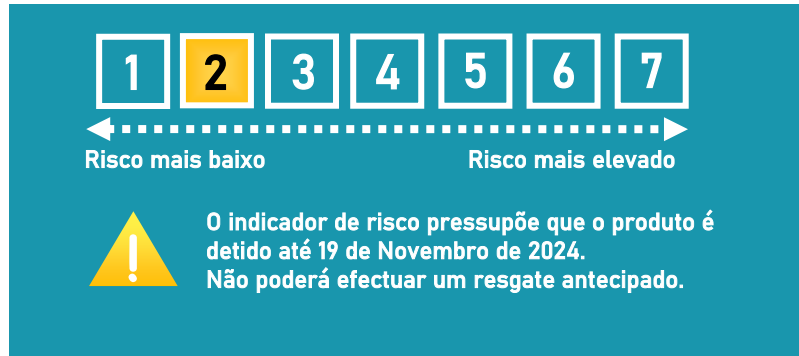 1 2 3 4 5 6 7
Risco mais baixo Risco mais elevado
! O indicador de risco pressupõe que o produto é
detido até 19 de Novembro de 2024.
Não poderá efectuar um resgate antecipado.